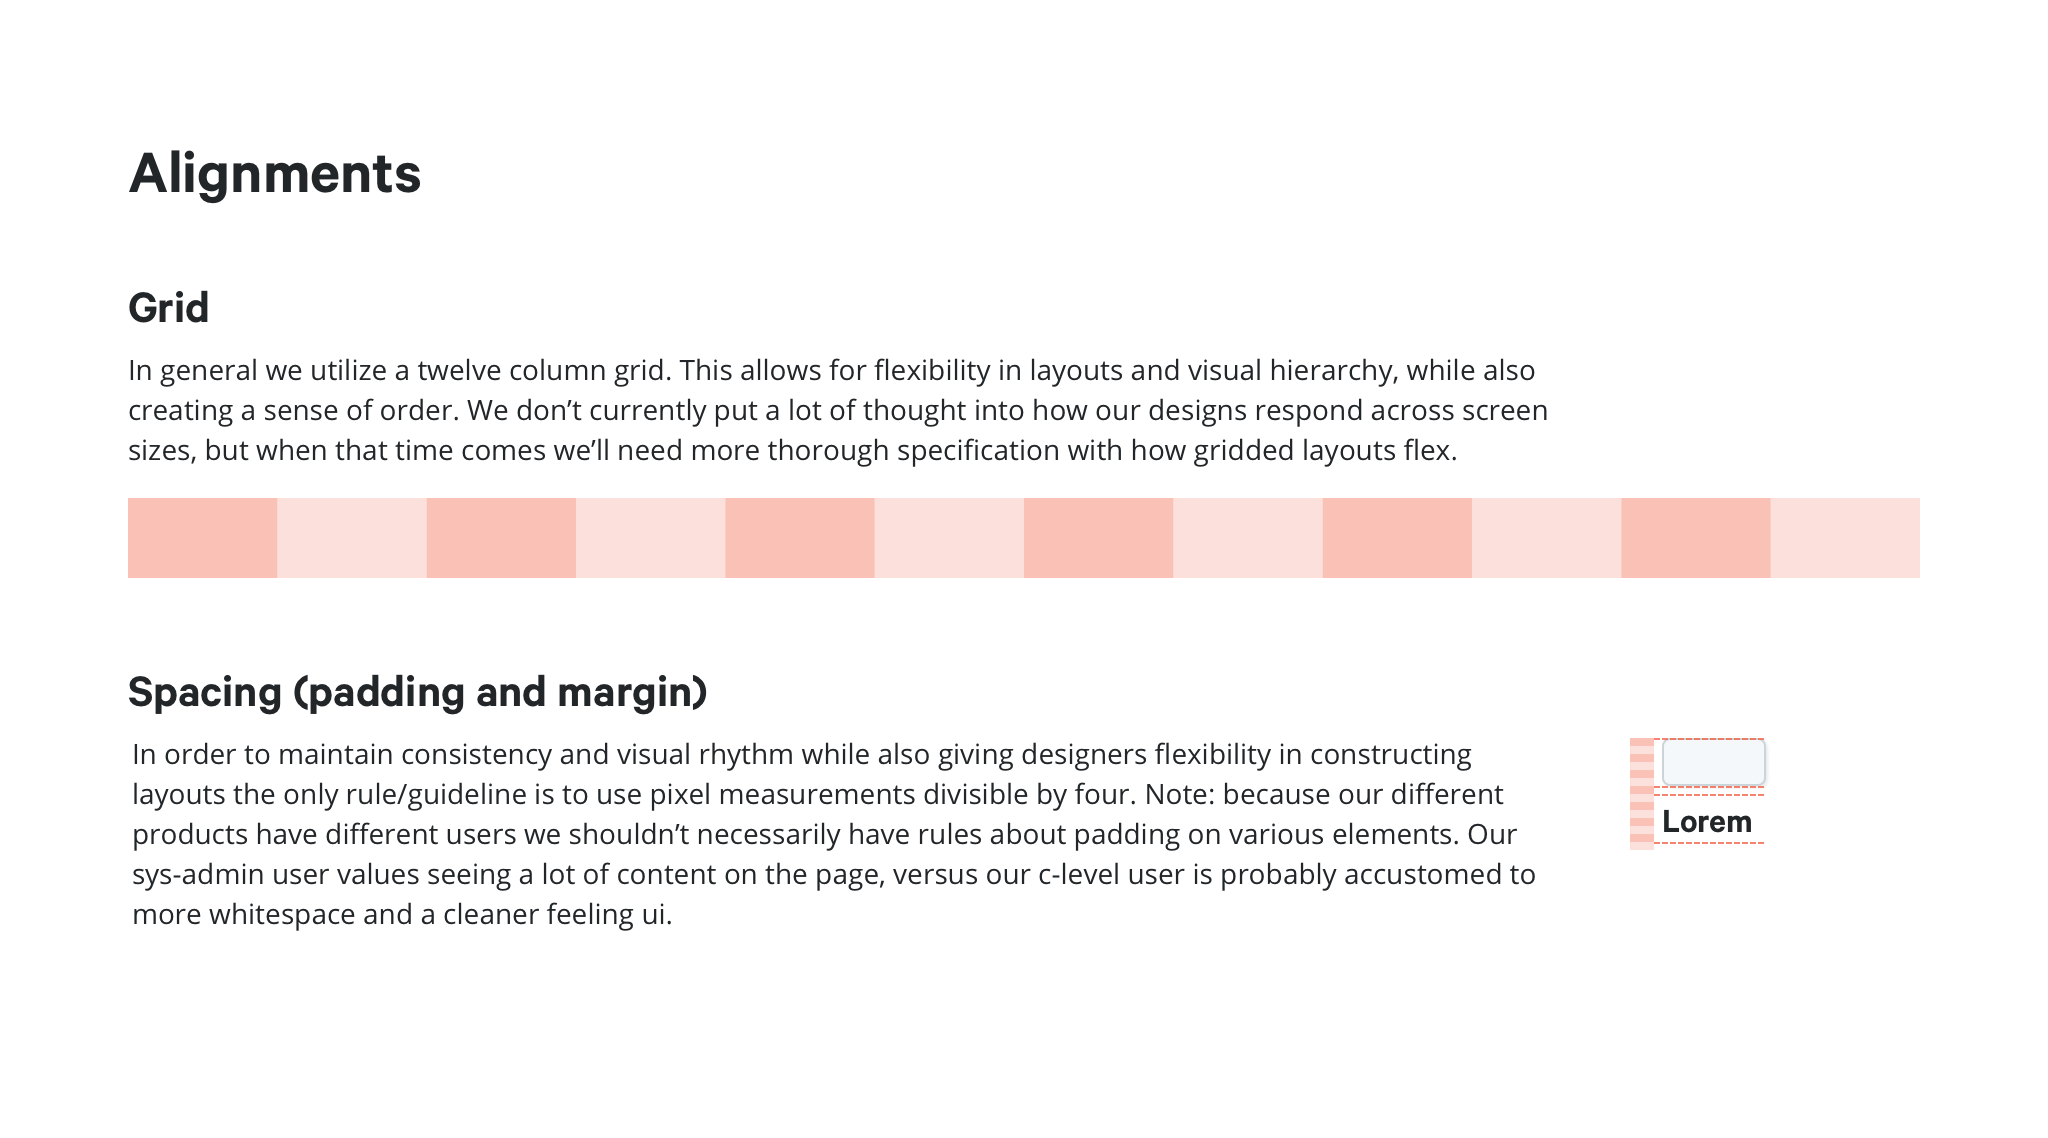 Alignments
Grid
In general we utilize a twelve column grid. This allows for flexibility in layouts and visual hierarchy, while also
creating a sense of order. We don’t currently put a lot of thought into how our designs respond across screen
sizes, but when that time comes we’ll need more thorough specification with how gridded layouts flex.
Spacing (padding and margin)
In order to maintain consistency and visual rhythm while also giving designers flexibility in constructing
layouts the only rule/guideline is to use pixel measurements divisible by four. Note: because our different
products have different users we shouldn’t necessarily have rules about padding on various elements. Our
sys-admin user values seeing a lot of content on the page, versus our c-level user is probably accustomed to
more whitespace and a cleaner feeling ui.
Lorem